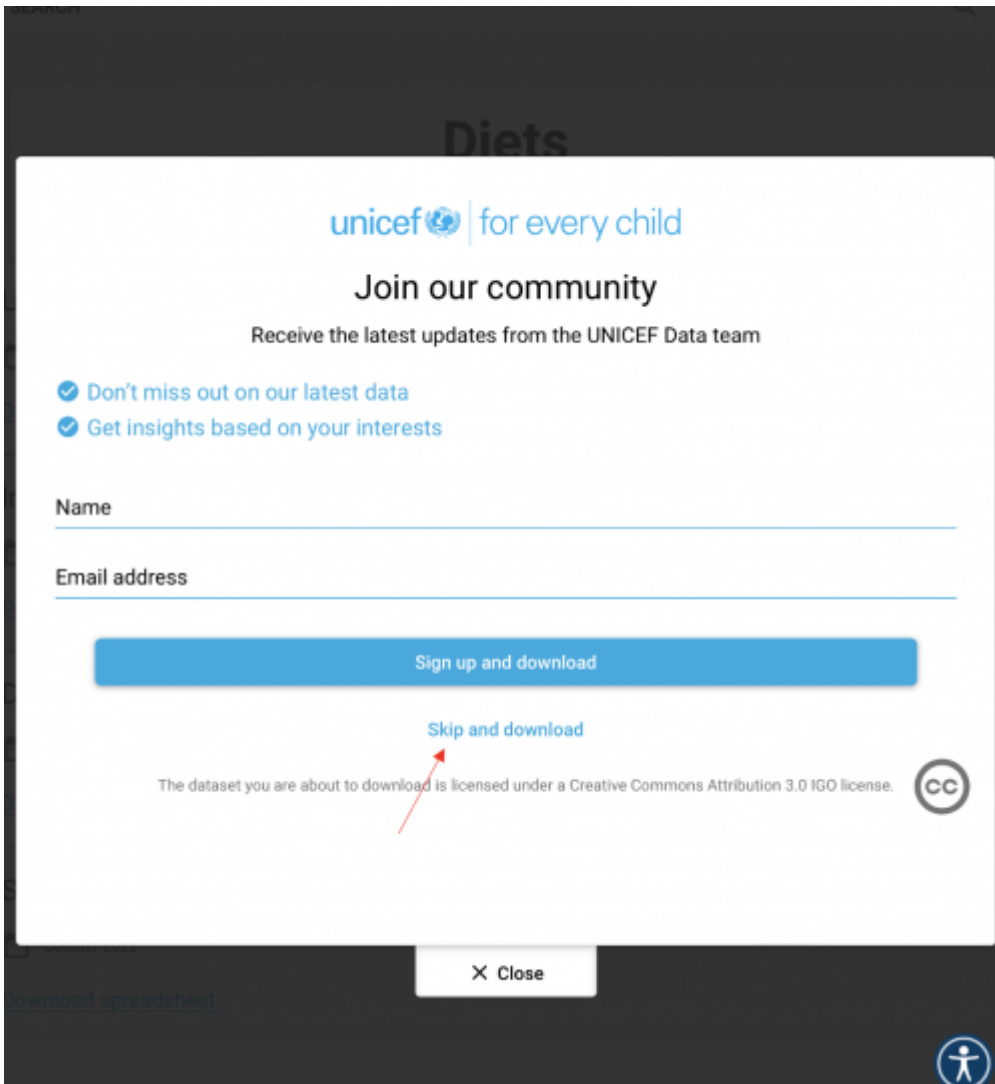 SEARCH
Diets
unicef for every child
Join our community
Receive the latest updates from the UNICEF Data team
Don't miss out on our latest data
Get insights based on your interests
Name
Email address
Sign up and download
Skip and download
The dataset you are about to download is licensed under a Creative Commons Attribution 3.0 IGO license.
cc
Close
Download spreadsheet